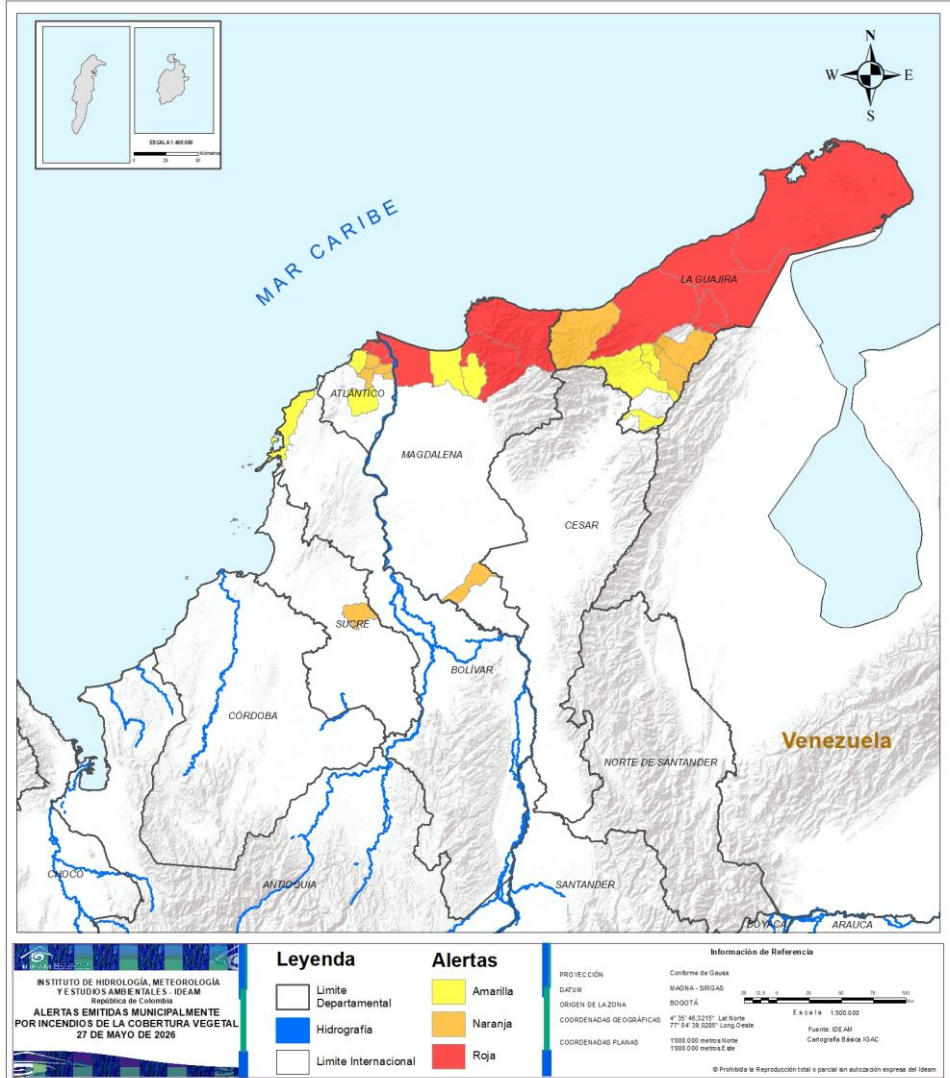 ESCALA 1:400.000
Kilómetros
N
W
E
S
MAR CARIBE
LA GUAJIRA
ATLÁNTICO
MAGDALENA
CESAR
SUCRE
BOLÍVAR
CÓRDOBA
Venezuela
NORTE DE SANTANDER
CHOCÓ
ANTIOQUIA
SANTANDER
BOYACÁ
ARAUCA
IDEAM
INSTITUTO DE HIDROLOGÍA, METEOROLOGÍA
Y ESTUDIOS AMBIENTALES - IDEAM
República de Colombia
ALERTAS EMITIDAS MUNICIPALMENTE
POR INCENDIOS DE LA COBERTURA VEGETAL
27 DE MAYO DE 2026
Leyenda
Limite
Departamental
Hidrografía
Limite Internacional
Alertas
Amarilla
Naranja
Roja
Información de Referencia
PROYECCIÓN
Conforme de Gauss
DATUM
MAGNA - SIRGAS
ORIGEN DE LA ZONA
BOGOTÁ
COORDENADAS GEOGRÁFICAS
4° 35' 46,3215" Lat.Norte
77° 04' 39,0285" Long.Oeste
COORDENADAS PLANAS
1'000.000 metros Norte
1'000.000 metros Este
Escala 1:500.000
Fuente: IDEAM
Cartografía Básica IGAC
© Prohibida la Reproducción total o parcial sin autozación expresa del Ideam